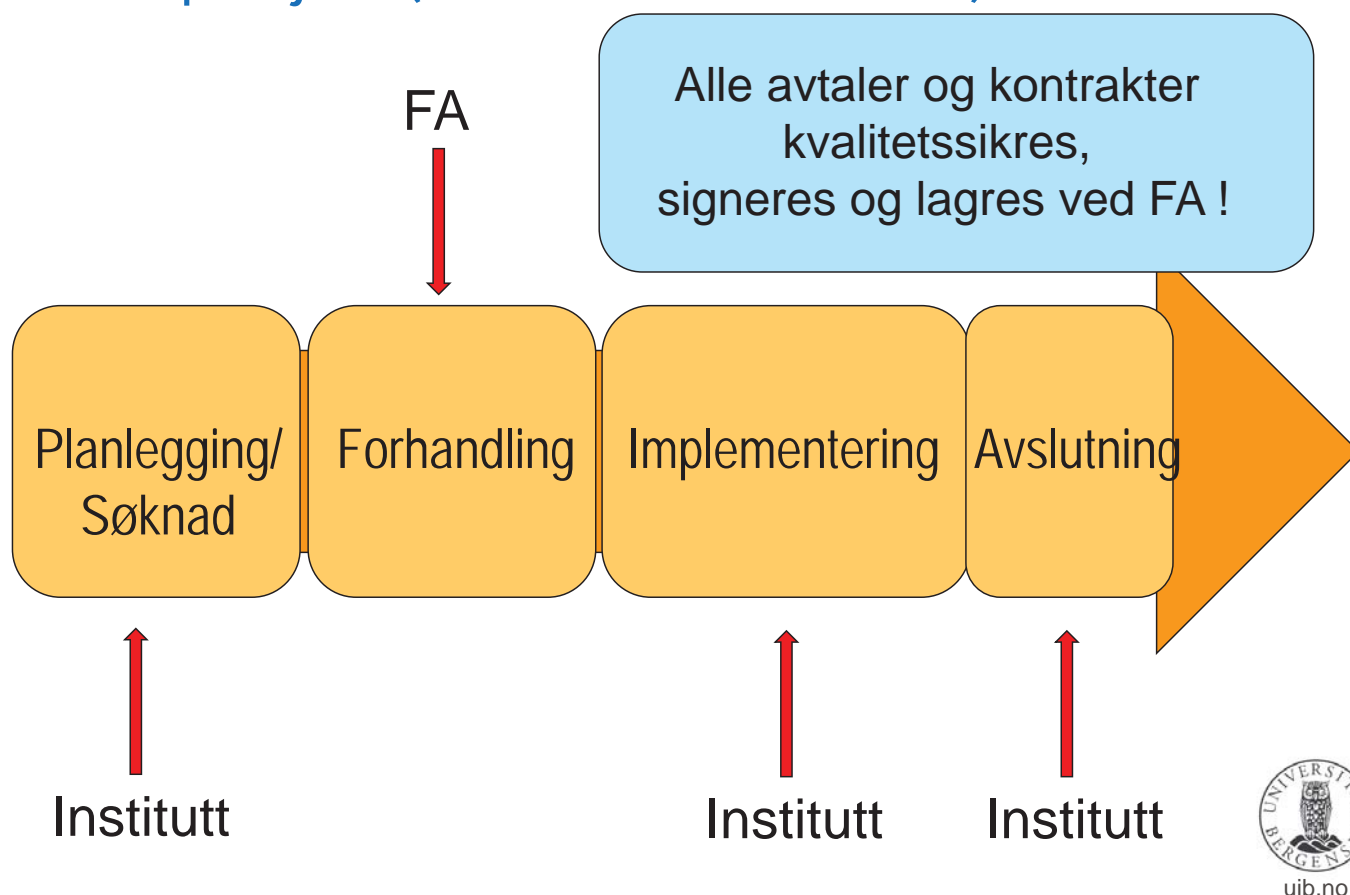 FA
Alle avtaler og kontrakter
kvalitetssikres,
signeres og lagres ved FA !
Planlegging/
Søknad
Forhandling
Implementering
Avslutning
Institutt
Institutt
Institutt
uib.no